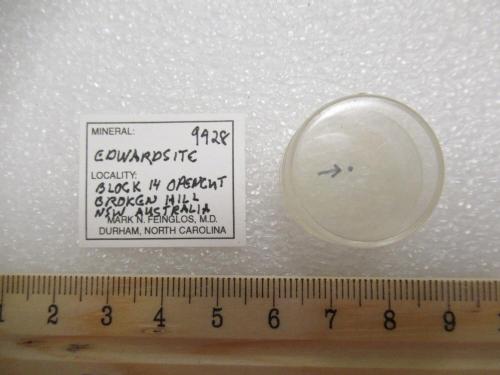 MINERAL: 9928
EDWARDSITE
LOCALITY:
BLOCK 14 OPENCUT
BROKEN HILL
NSW AUSTRALIA
MARK N. FEINGLOS, M.D.
DURHAM, NORTH CAROLINA
1 2 3 4 5 6 7 8 9